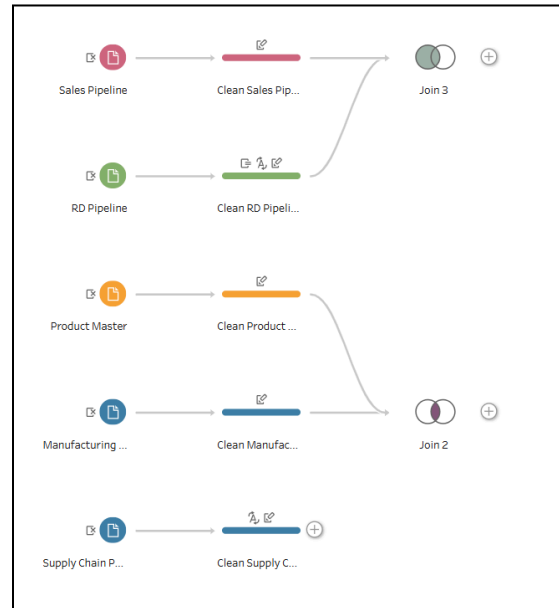 Sales Pipeline
Clean Sales Pip...
Join 3
RD Pipeline
Clean RD Pipeli...
Product Master
Clean Product ...
Manufacturing ...
Clean Manufac...
Join 2
Supply Chain P...
Clean Supply C...